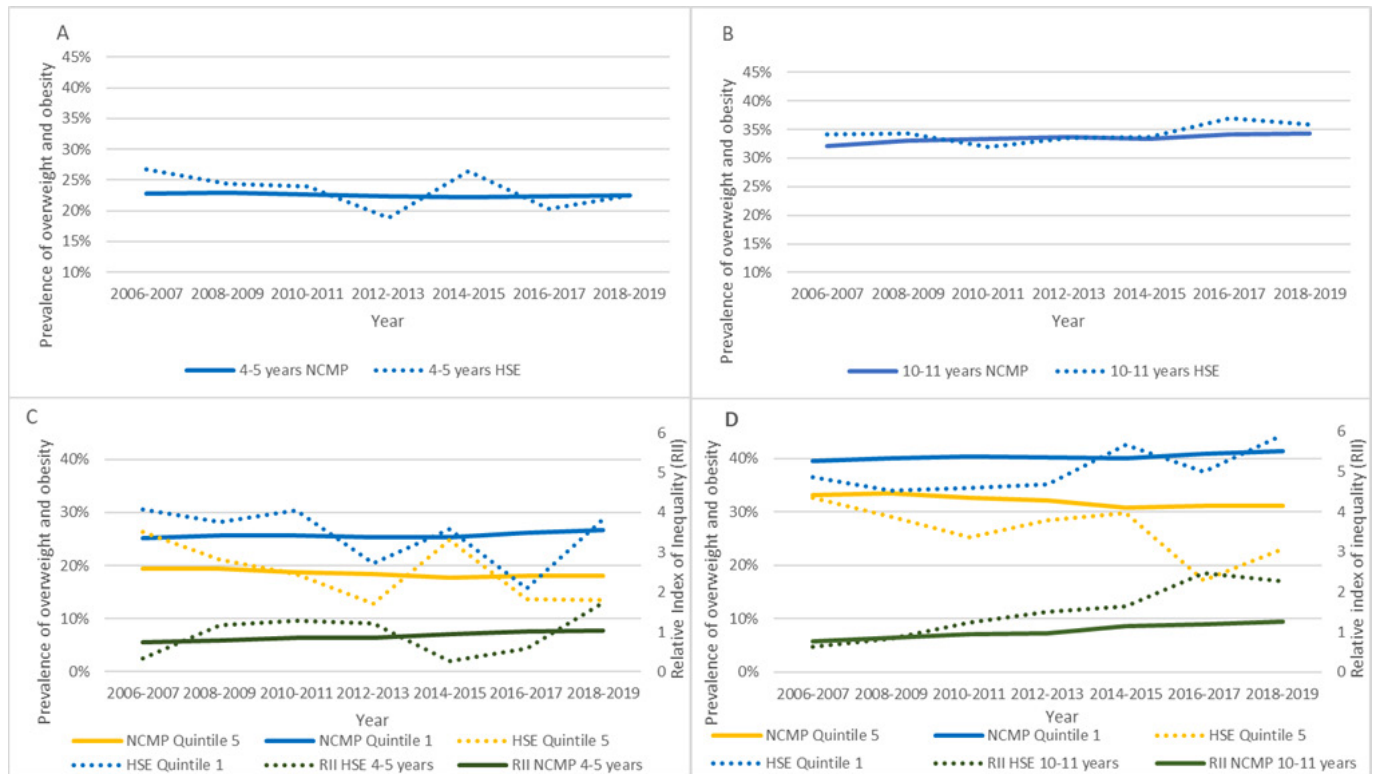 A
Prevalence of overweight and obesity
45%
40%
35%
30%
25%
20%
15%
10%
2006-2007 2008-2009 2010-2011 2012-2013 2014-2015 2016-2017 2018-2019
Year
4-5 years NCMP 4-5 years HSE
B
Prevalence of overweight and obesity
45%
40%
35%
30%
25%
20%
15%
10%
2006-2007 2008-2009 2010-2011 2012-2013 2014-2015 2016-2017 2018-2019
Year
10-11 years NCMP 10-11 years HSE
C
Prevalence of overweight and obesity
40%
30%
20%
10%
0%
6
5
4
3
2
1
0
Relative Index of Inequality (RII)
2006-2007 2008-2009 2010-2011 2012-2013 2014-2015 2016-2017 2018-2019
Year
NCMP Quintile 5 NCMP Quintile 1 HSE Quintile 5
HSE Quintile 1 RII HSE 4-5 years RII NCMP 4-5 years
D
Prevalence of overweight and obesity
40%
30%
20%
10%
0%
6
5
4
3
2
1
0
Relative Index of Inequality (RII)
2006-2007 2008-2009 2010-2011 2012-2013 2014-2015 2016-2017 2018-2019
Year
NCMP Quintile 5 NCMP Quintile 1 HSE Quintile 5
HSE Quintile 1 RII HSE 10-11 years RII NCMP 10-11 years